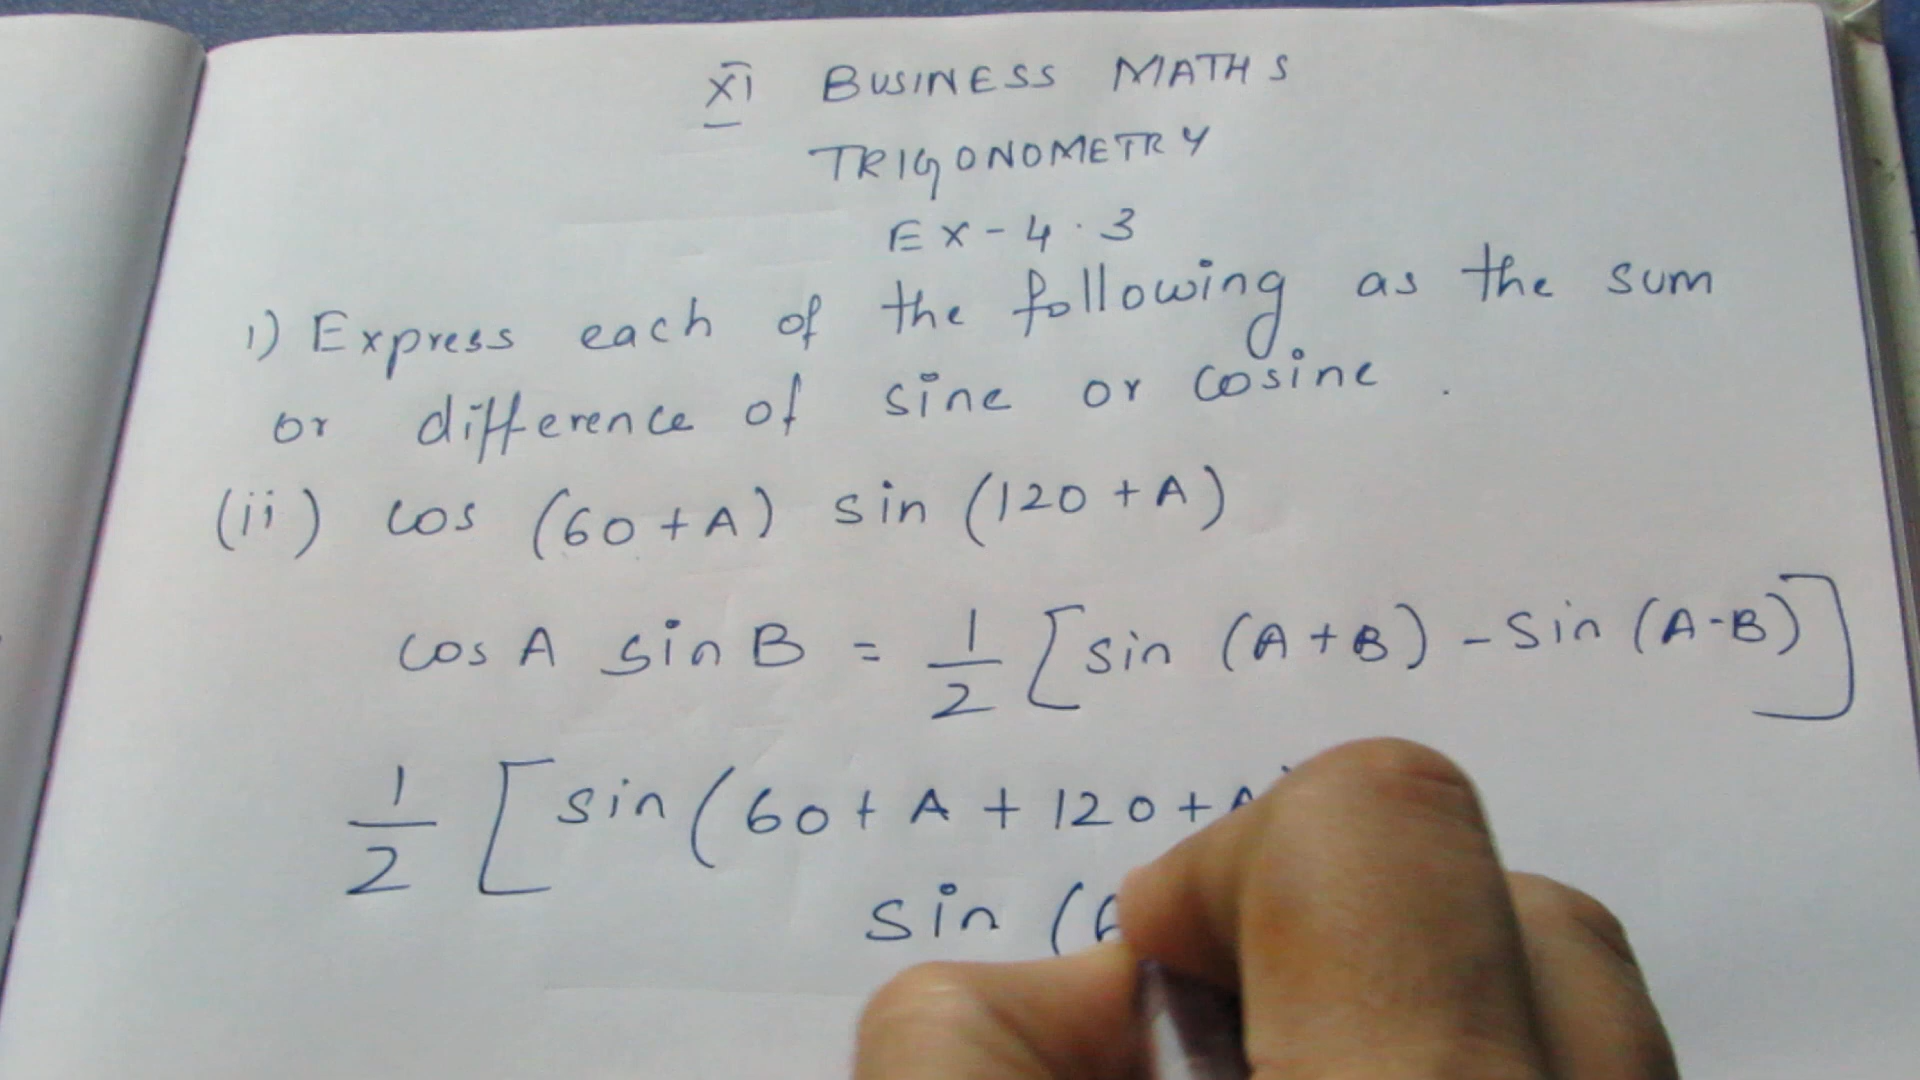 XI BUSINESS MATHS
TRIGONOMETRY
EX-4.3
1) Express each of the following as the sum
or difference of sine or cosine.
(ii) cos (60+A) sin (120+A)
cos A sin B = 1/2 [sin (A+B) - sin (A-B)]
1/2 [sin (60+A+120+A)
sin (6